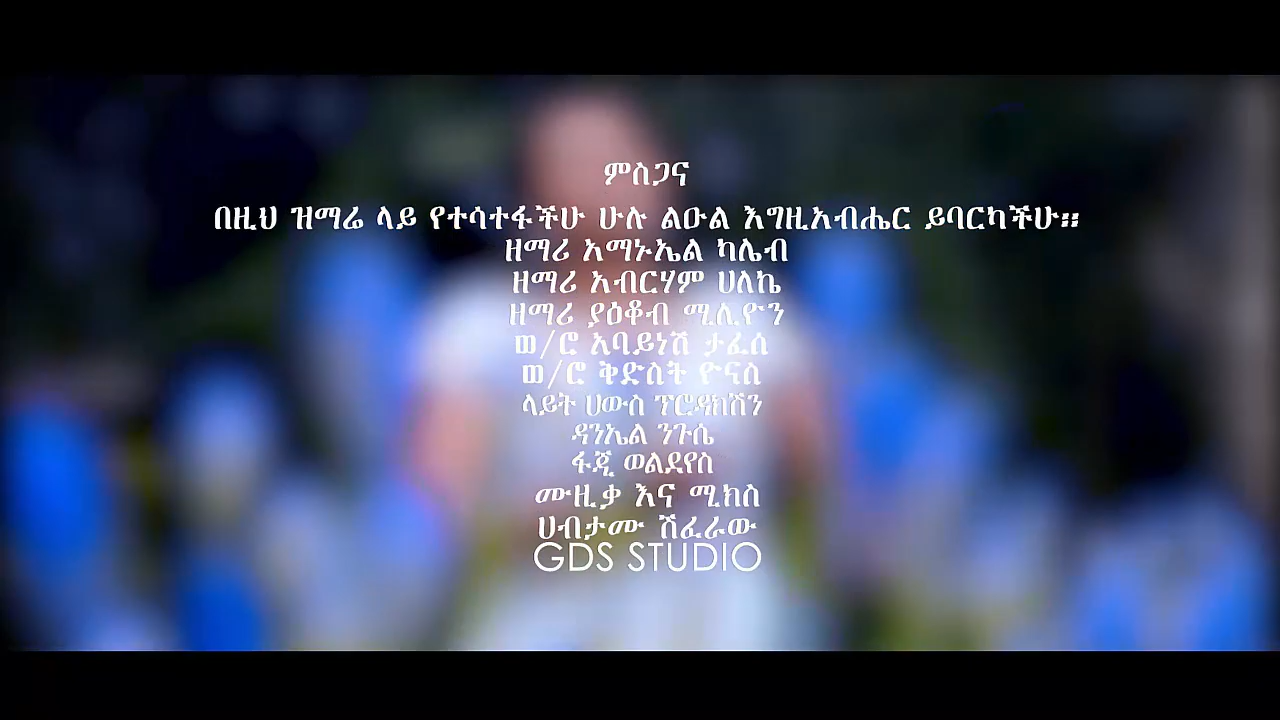 ምስጋና
በዚህ ዝማሬ ላይ የተሳተፋችሁ ሁሉ ልዑል እግዚአብሔር ይባርካችሁ።
ዘማሪ አማኑኤል ካሌብ
ዘማሪ አብርሃም ሀለኬ
ዘማሪ ያዕቆብ ሚሊዮን
ወ/ሮ አባይነሽ ታፈሰ
ወ/ሮ ቅድስት ዮናስ
ላይት ሀውስ ፕሮዳክሽን
ዳንኤል ንጉሴ
ፋጂ ወልደየስ
ሙዚቃ እና ሚክስ
ሀብታሙ ሽፈራው
GDS STUDIO